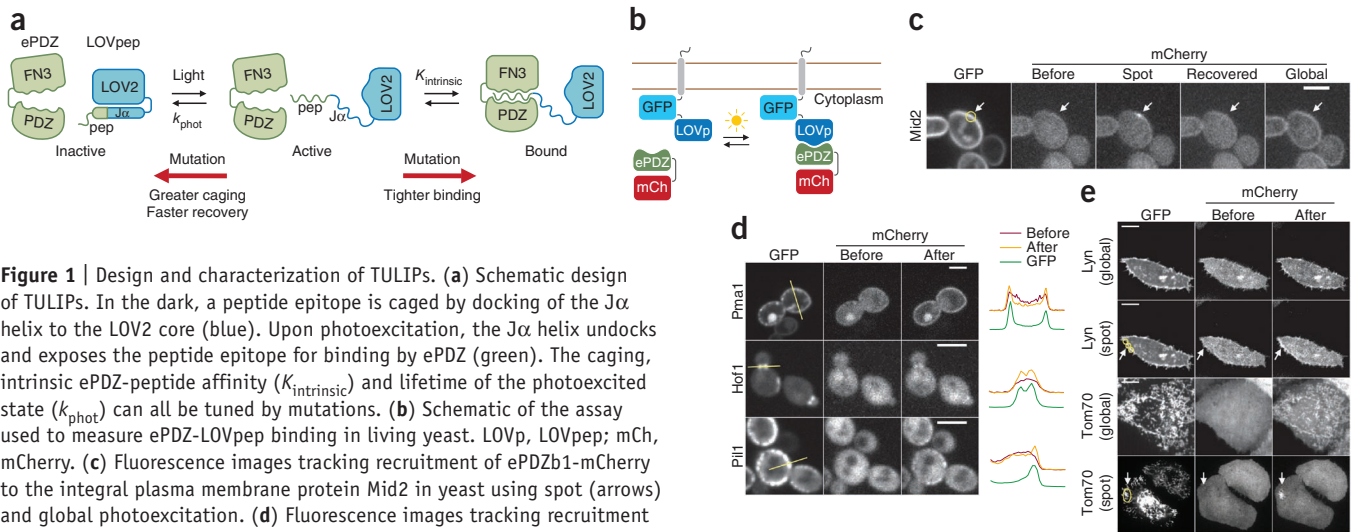 a
ePDZ LOVpep
FN3
PDZ
pep
LOV2
Jα
Inactive
Light
k_phot
FN3
PDZ
pep
Jα
LOV2
Active
K_intrinsic
FN3
PDZ
LOV2
Bound
Mutation
Greater caging
Faster recovery
Mutation
Tighter binding
b
GFP
LOVp
ePDZ
mCh
GFP
Cytoplasm
LOVp
ePDZ
mCh
c
mCherry
GFP Before Spot Recovered Global
Mid2
d
mCherry
GFP Before After
Before
After
GFP
Pma1
Hof1
Pil1
e
mCherry
GFP Before After
Lyn
(global)
Lyn
(spot)
Tom70
(global)
Tom70
(spot)
Figure 1 | Design and characterization of TULIPs. (a) Schematic design
of TULIPs. In the dark, a peptide epitope is caged by docking of the Jα
helix to the LOV2 core (blue). Upon photoexcitation, the Jα helix undocks
and exposes the peptide epitope for binding by ePDZ (green). The caging,
intrinsic ePDZ-peptide affinity (K_intrinsic) and lifetime of the photoexcited
state (k_phot) can all be tuned by mutations. (b) Schematic of the assay
used to measure ePDZ-LOVpep binding in living yeast. LOVp, LOVpep; mCh,
mCherry. (c) Fluorescence images tracking recruitment of ePDZb1-mCherry
to the integral plasma membrane protein Mid2 in yeast using spot (arrows)
and global photoexcitation. (d) Fluorescence images tracking recruitment